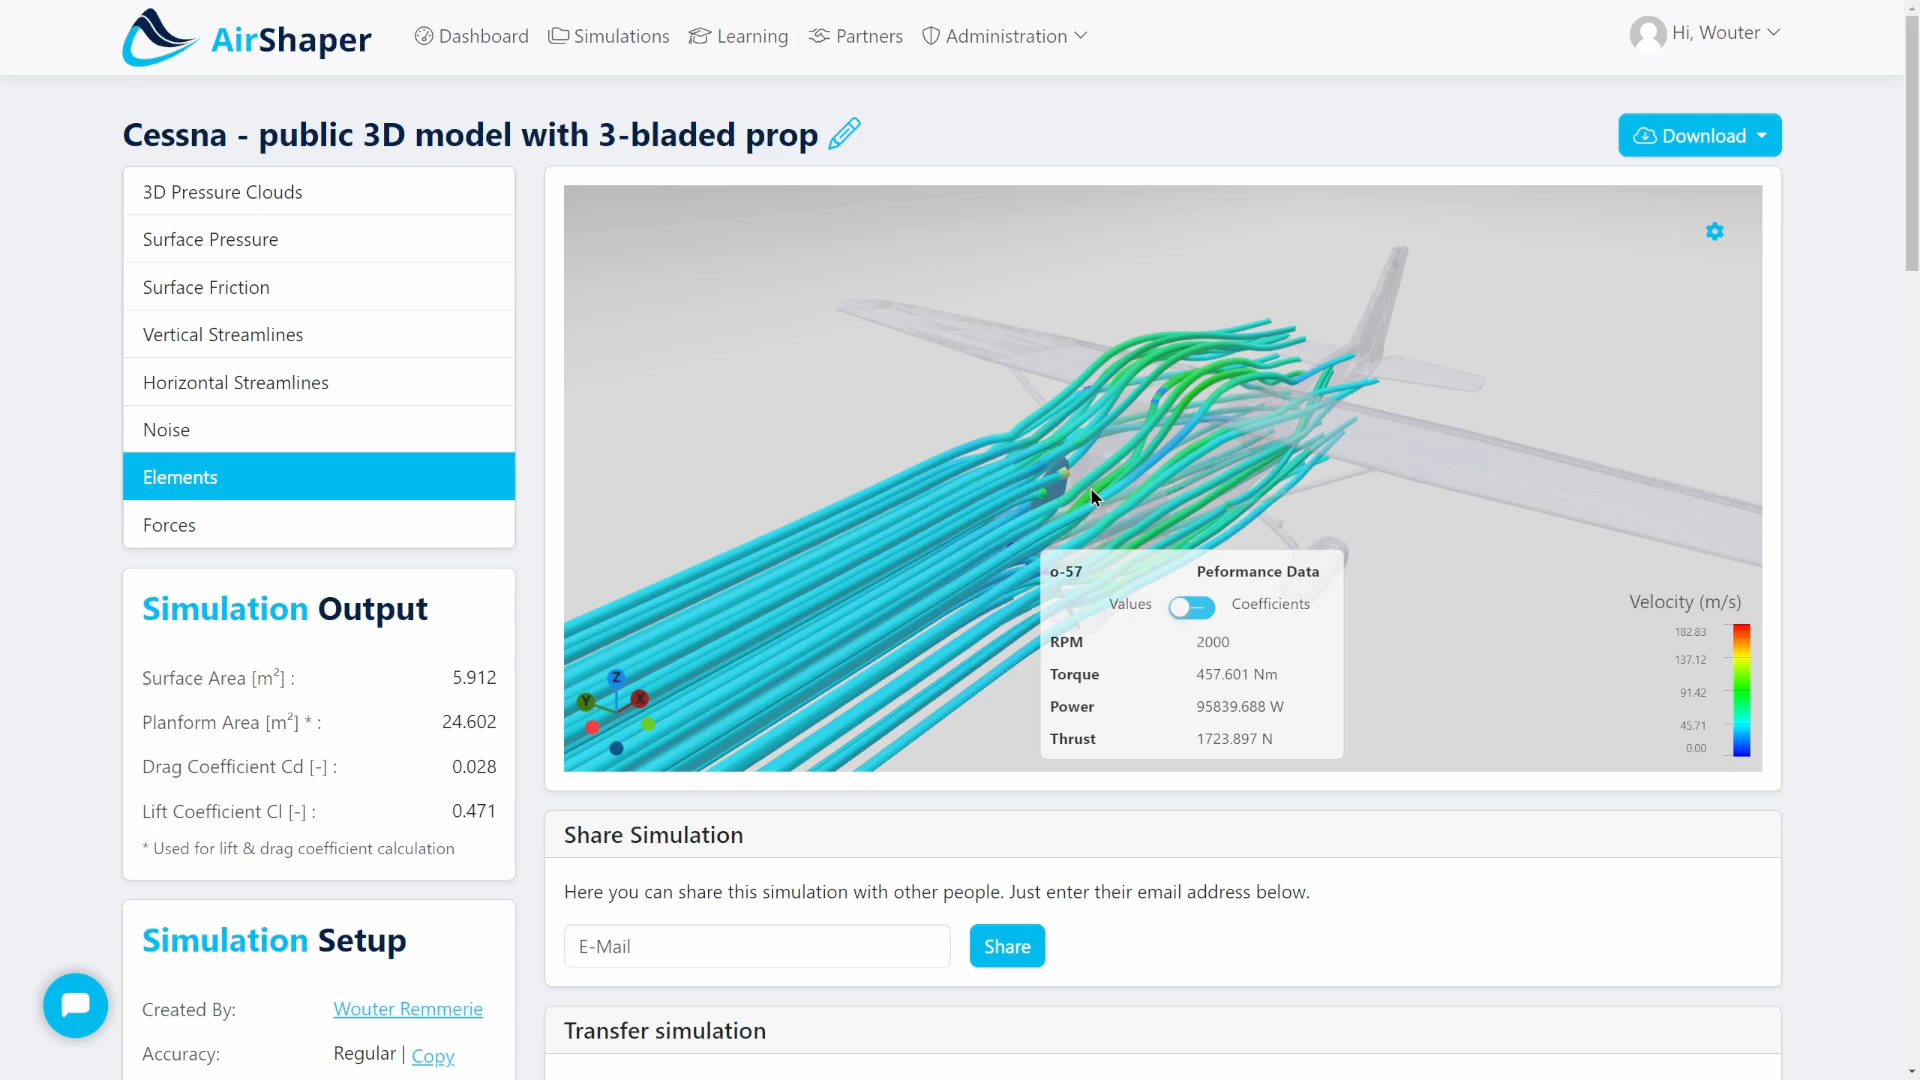 AirShaper
Dashboard
Simulations
Learning
Partners
Administration
Hi, Wouter
Cessna - public 3D model with 3-bladed prop
Download
3D Pressure Clouds
Surface Pressure
Surface Friction
Vertical Streamlines
Horizontal Streamlines
Noise
Elements
Forces
Simulation Output
Surface Area [m²] : 5.912
Planform Area [m²] * : 24.602
Drag Coefficient Cd [-] : 0.028
Lift Coefficient Cl [-] : 0.471
* Used for lift & drag coefficient calculation
Simulation Setup
Created By: Wouter Remmerie
Accuracy: Regular | Copy
Z
Y
X
o-57 Peformance Data
Values Coefficients
RPM 2000
Torque 457.601 Nm
Power 95839.688 W
Thrust 1723.897 N
Velocity (m/s)
182.83
137.12
91.42
45.71
0.00
Share Simulation
Here you can share this simulation with other people. Just enter their email address below.
E-Mail
Share
Transfer simulation